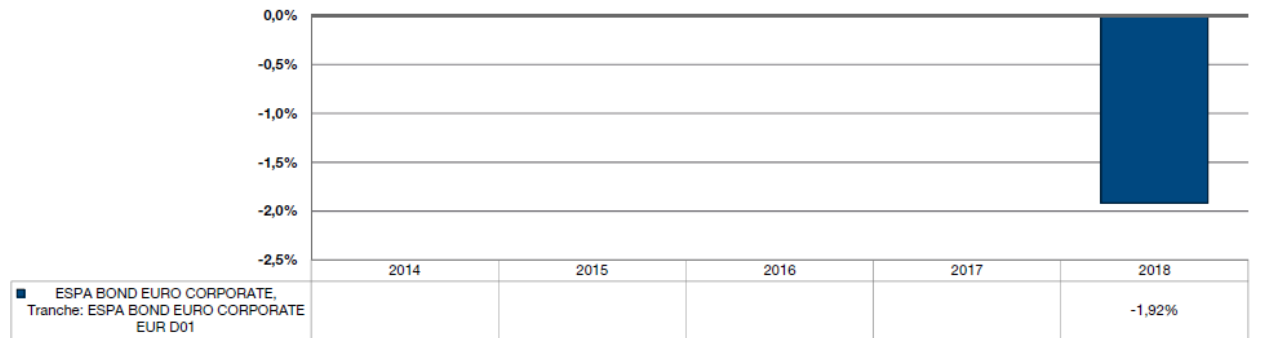 0,0%
-0,5%
-1,0%
-1,5%
-2,0%
-2,5%
2014 2015 2016 2017 2018
ESPA BOND EURO CORPORATE,
Tranche: ESPA BOND EURO CORPORATE
EUR D01
-1,92%